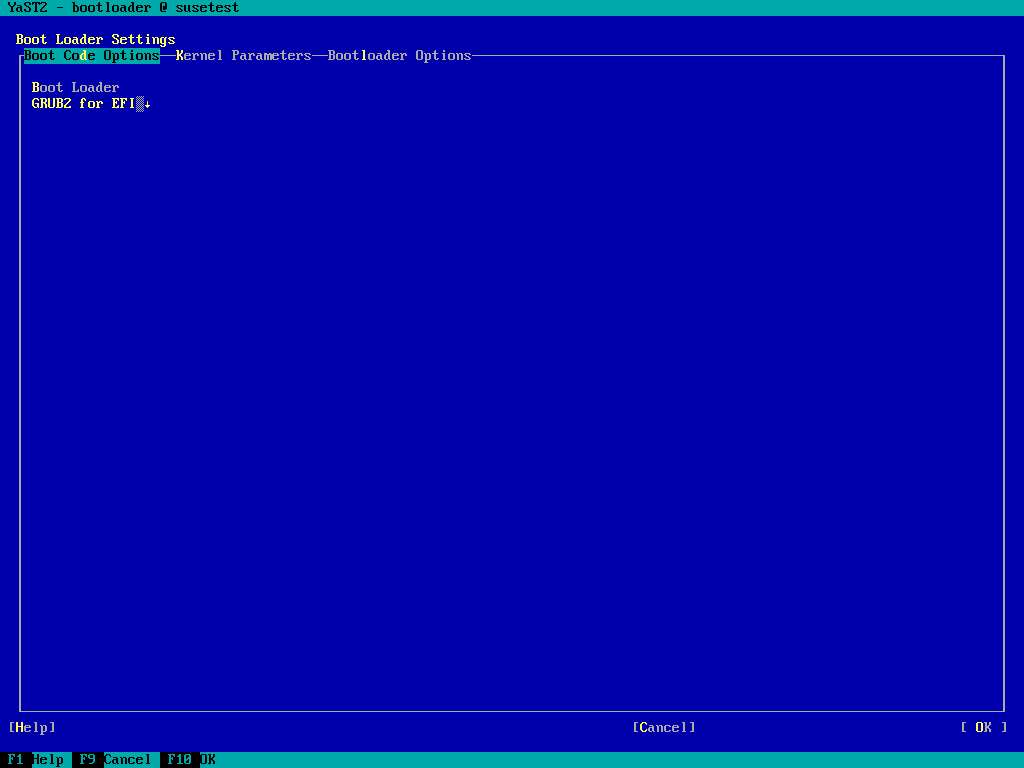 YaST2 - bootloader @ susetest
Boot Loader Settings
Boot Code Options Kernel Parameters Bootloader Options
Boot Loader
GRUB2 for EFI▒↓
[Help] [Cancel] [ OK ]
F1 Help F9 Cancel F10 OK